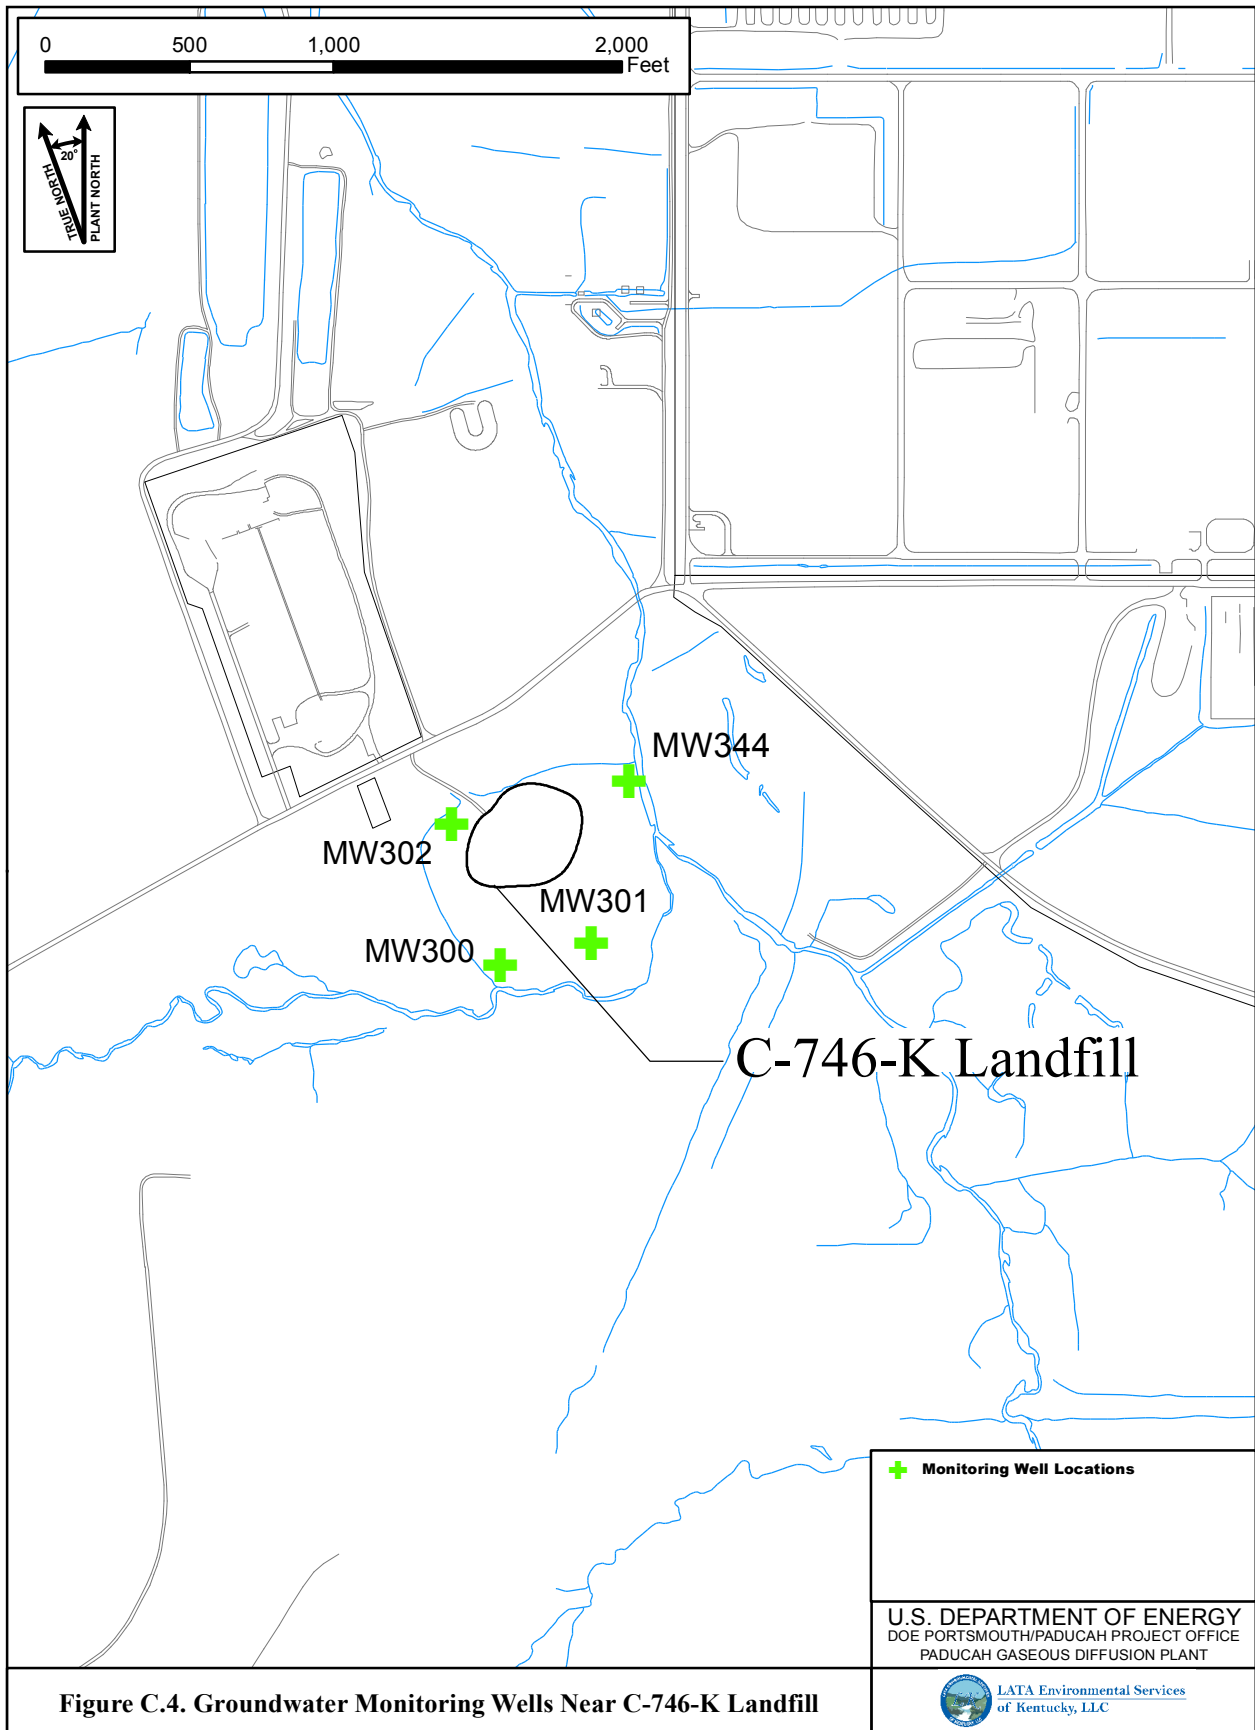 0 500 1,000 2,000
Feet
20°
TRUE NORTH
PLANT NORTH
MW344
MW302
MW301
MW300
C-746-K Landfill
Monitoring Well Locations
U.S. DEPARTMENT OF ENERGY
DOE PORTSMOUTH/PADUCAH PROJECT OFFICE
PADUCAH GASEOUS DIFFUSION PLANT
Figure C.4. Groundwater Monitoring Wells Near C-746-K Landfill
LATA Environmental Services
of Kentucky, LLC